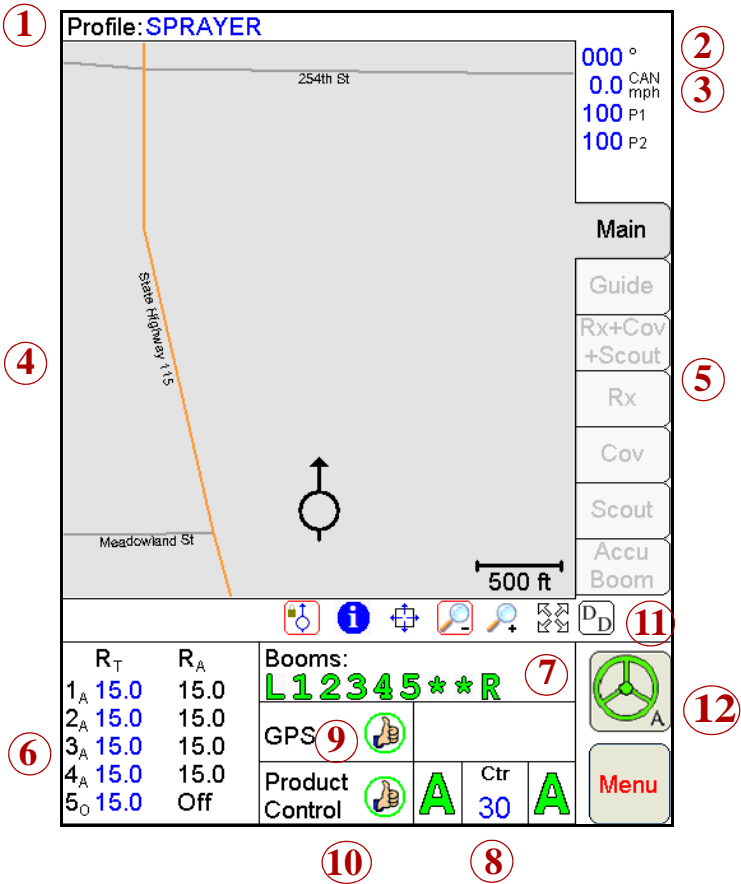 1
Profile: SPRAYER
2
000 °
3
0.0 CAN mph
100 P1
100 P2
254th St
State Highway 115
4
Meadowland St
500 ft
Main
Guide
Rx+Cov
+Scout
Rx
5
Cov
Scout
Accu
Boom
i
DD
11
RT RA
1A 15.0 15.0
2A 15.0 15.0
3A 15.0 15.0
4A 15.0 15.0
5O 15.0 Off
6
Booms:
L12345**R
7
GPS
9
Product
Control
A
Ctr
30
A
A
12
Menu
10
8